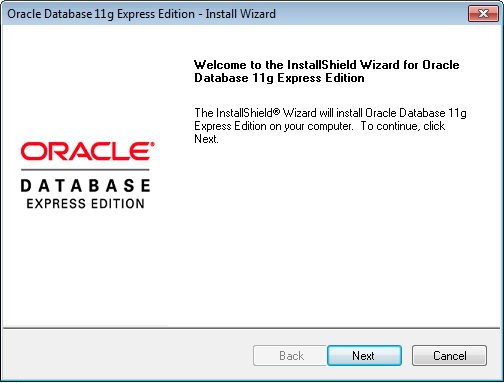 Oracle Database 11g Express Edition - Install Wizard
Welcome to the InstallShield Wizard for Oracle
Database 11g Express Edition
The InstallShield® Wizard will install Oracle Database 11g
Express Edition on your computer.  To continue, click
Next.
ORACLE®
DATABASE
EXPRESS EDITION
Back
Next
Cancel